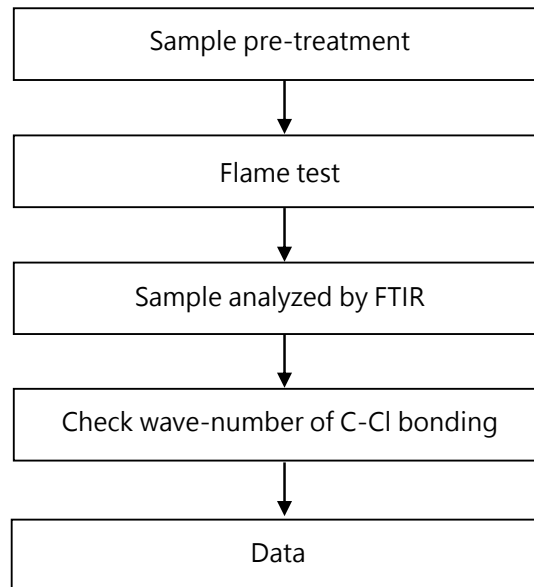 Sample pre-treatment
Flame test
Sample analyzed by FTIR
Check wave-number of C-Cl bonding
Data